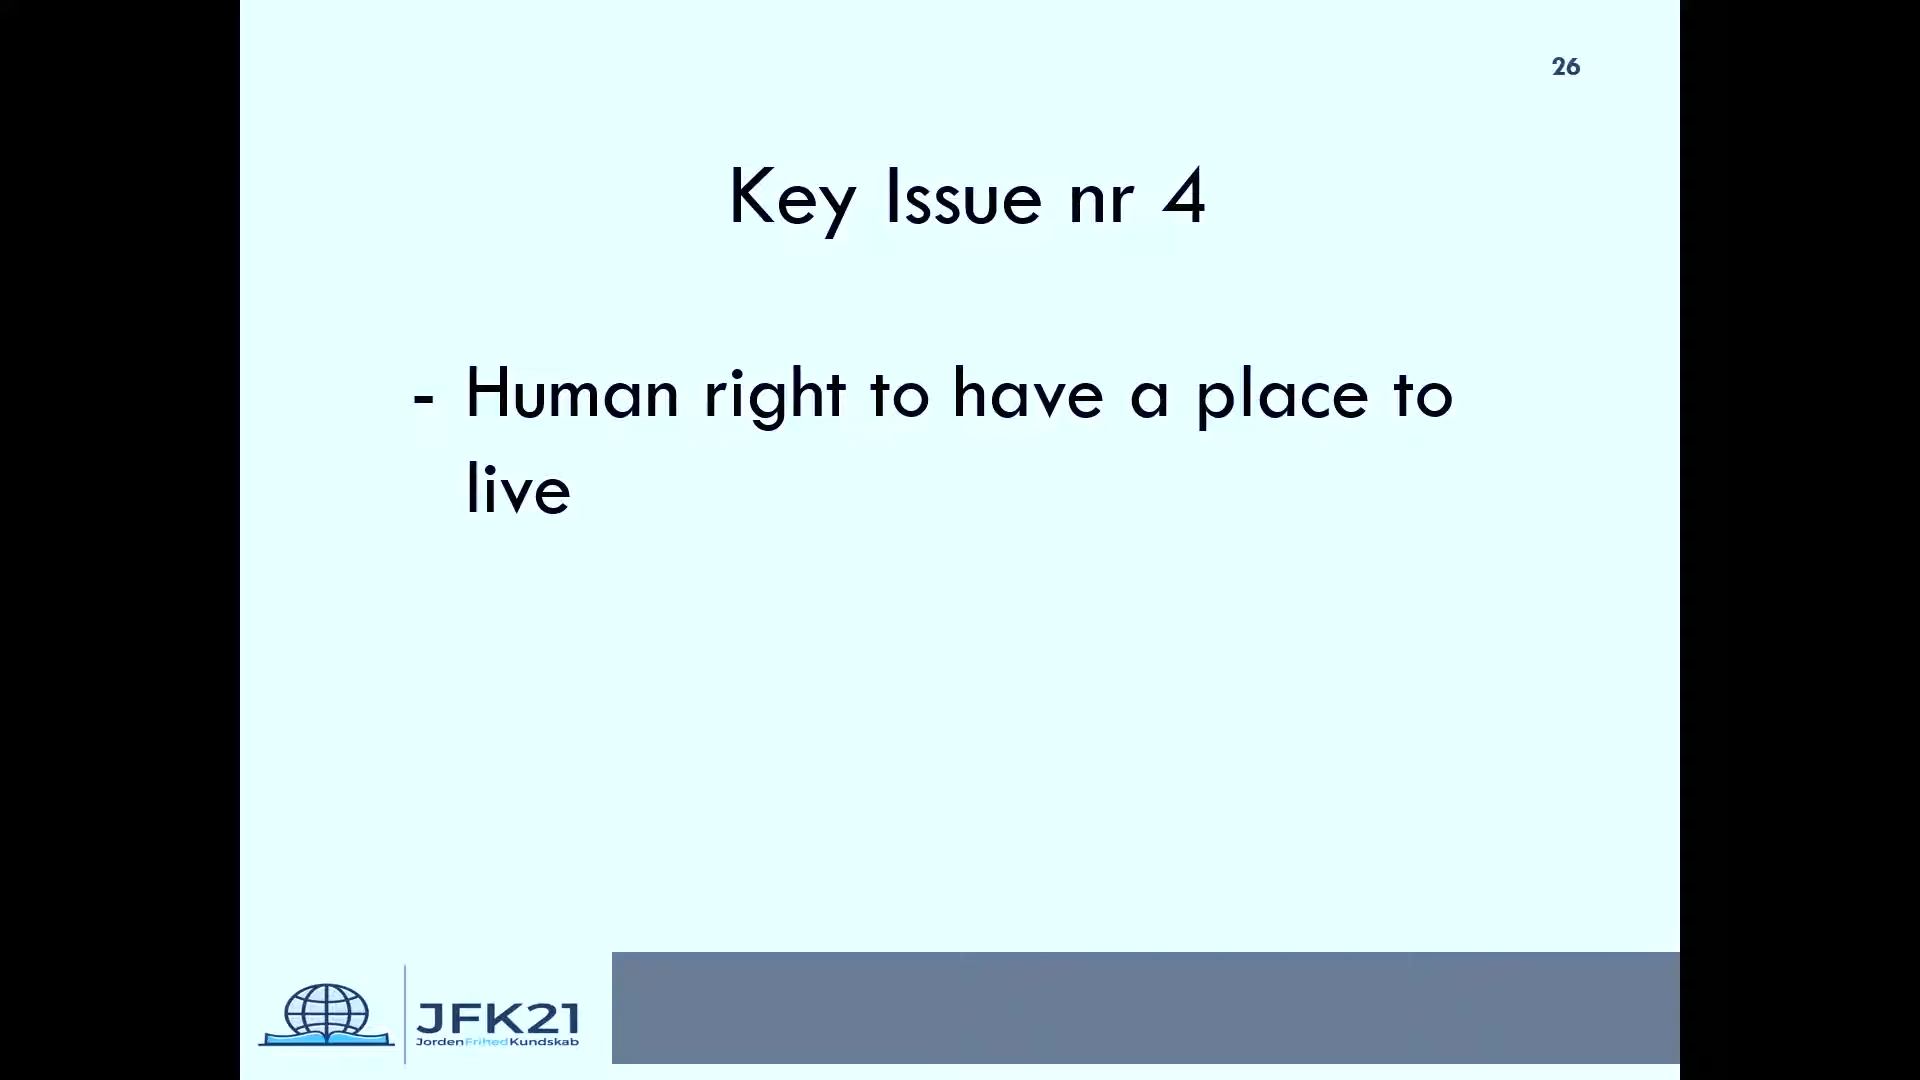 26
Key Issue nr 4
- Human right to have a place to
live
JFK21
JordenFrihedKundskab